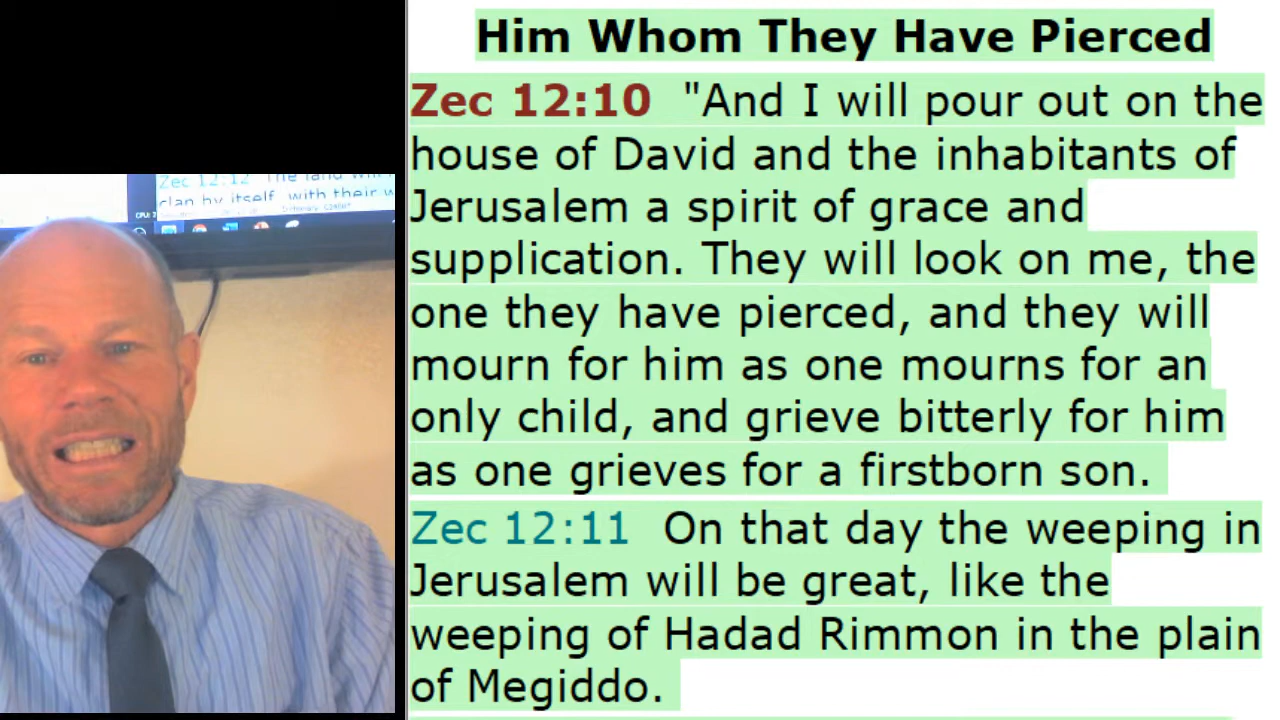 Him Whom They Have Pierced
Zec 12:10 "And I will pour out on the
house of David and the inhabitants of
Jerusalem a spirit of grace and
supplication. They will look on me, the
one they have pierced, and they will
mourn for him as one mourns for an
only child, and grieve bitterly for him
as one grieves for a firstborn son.
Zec 12:11 On that day the weeping in
Jerusalem will be great, like the
weeping of Hadad Rimmon in the plain
of Megiddo.
Zec 12:12 The land will
clan by itself, with their w
CPU: